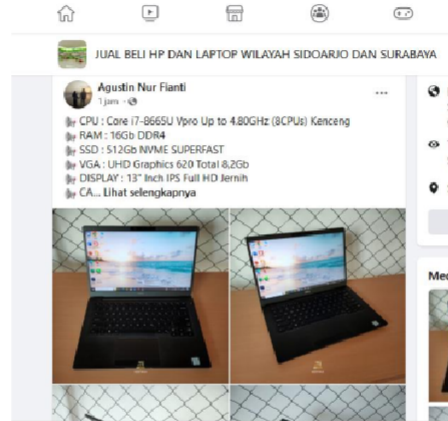 JUAL BELI HP DAN LAPTOP WILAYAH SIDOARJO DAN SURABAYA
Agustin Nur Fianti
1 jam
CPU : Core i7-8665U Vpro Up to 4.80GHz (8CPUs) Kenceng
RAM : 16Gb DDR4
SSD : 512Gb NVME SUPERFAST
VGA : UHD Graphics 620 Total 8,2Gb
DISPLAY : 13" Inch IPS Full HD Jernih
CA... Lihat selengkapnya
Med